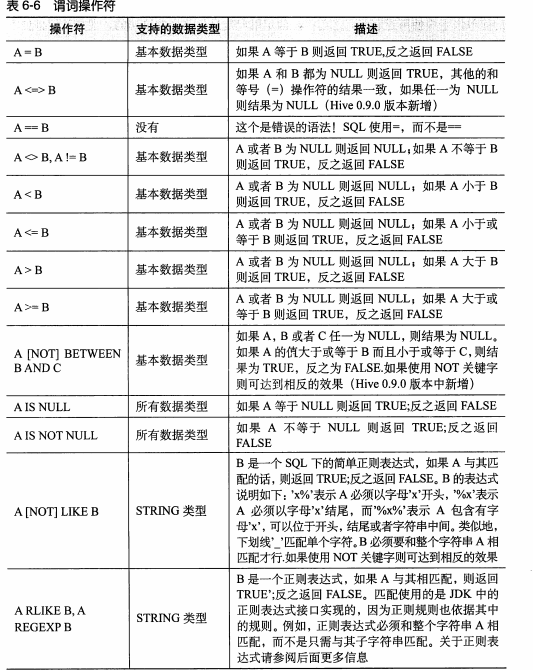 表 6-6 谓词操作符
操作符 支持的数据类型 描述
A = B 基本数据类型 如果 A 等于 B 则返回 TRUE,反之返回 FALSE
A <=> B 基本数据类型 如果 A 和 B 都为 NULL 则返回 TRUE，其他的和
等号（=）操作符的结果一致，如果任一为 NULL
则结果为 NULL（Hive 0.9.0 版本新增）
A == B 没有 这个是错误的语法！SQL 使用=，而不是==
A <> B, A != B 基本数据类型 A 或者 B 为 NULL 则返回 NULL;如果 A 不等于 B
则返回 TRUE，反之返回 FALSE
A < B 基本数据类型 A 或者 B 为 NULL 则返回 NULL；如果 A 小于 B
则返回 TRUE，反之返回 FALSE
A <= B 基本数据类型 A 或者 B 为 NULL 则返回 NULL；如果 A 小于或
等于 B 则返回 TRUE，反之返回 FALSE
A > B 基本数据类型 A 或者 B 为 NULL 则返回 NULL；如果 A 大于 B
则返回 TRUE，反之返回 FALSE
A >= B 基本数据类型 A 或者 B 为 NULL 则返回 NULL；如果 A 大于或
等于 B 则返回 TRUE，反之返回 FALSE
A [NOT] BETWEEN
B AND C 基本数据类型 如果 A, B 或者 C 任一为 NULL，则结果为 NULL。
如果 A 的值大于或等于 B 而且小于或等于 C,则结
果为 TRUE，反之为 FALSE.如果使用 NOT 关键字
则可达到相反的效果（Hive 0.9.0 版本中新增）
A IS NULL 所有数据类型 如果 A 等于 NULL 则返回 TRUE;反之返回 FALSE
A IS NOT NULL 所有数据类型 如果 A 不等于 NULL 则返回 TRUE;反之返回
FALSE
A [NOT] LIKE B STRING 类型 B 是一个 SQL 下的简单正则表达式，如果 A 与其匹
配的话，则返回 TRUE;反之返回 FALSE。B 的表达式
说明如下：'x%'表示 A 必须以字母'x'开头，'%x'表示
A 必须以字母'x'结尾，而'%x%'表示 A 包含有字
母'x'，可以位于开头，结尾或者字符串中间。类似地，
下划线'_'匹配单个字符。B 必须要和整个字符串 A 相
匹配才行.如果使用 NOT 关键字则可达到相反的效果
A RLIKE B, A
REGEXP B STRING 类型 B 是一个正则表达式，如果 A 与其相匹配，则返回
TRUE';反之返回 FALSE。匹配使用的是 JDK 中的
正则表达式接口实现的，因为正则规则也依据其中
的规则。例如，正则表达式必须和整个字符串 A 相
匹配，而不是只需与其子字符串匹配。关于正则表
达式请参阅后面更多信息